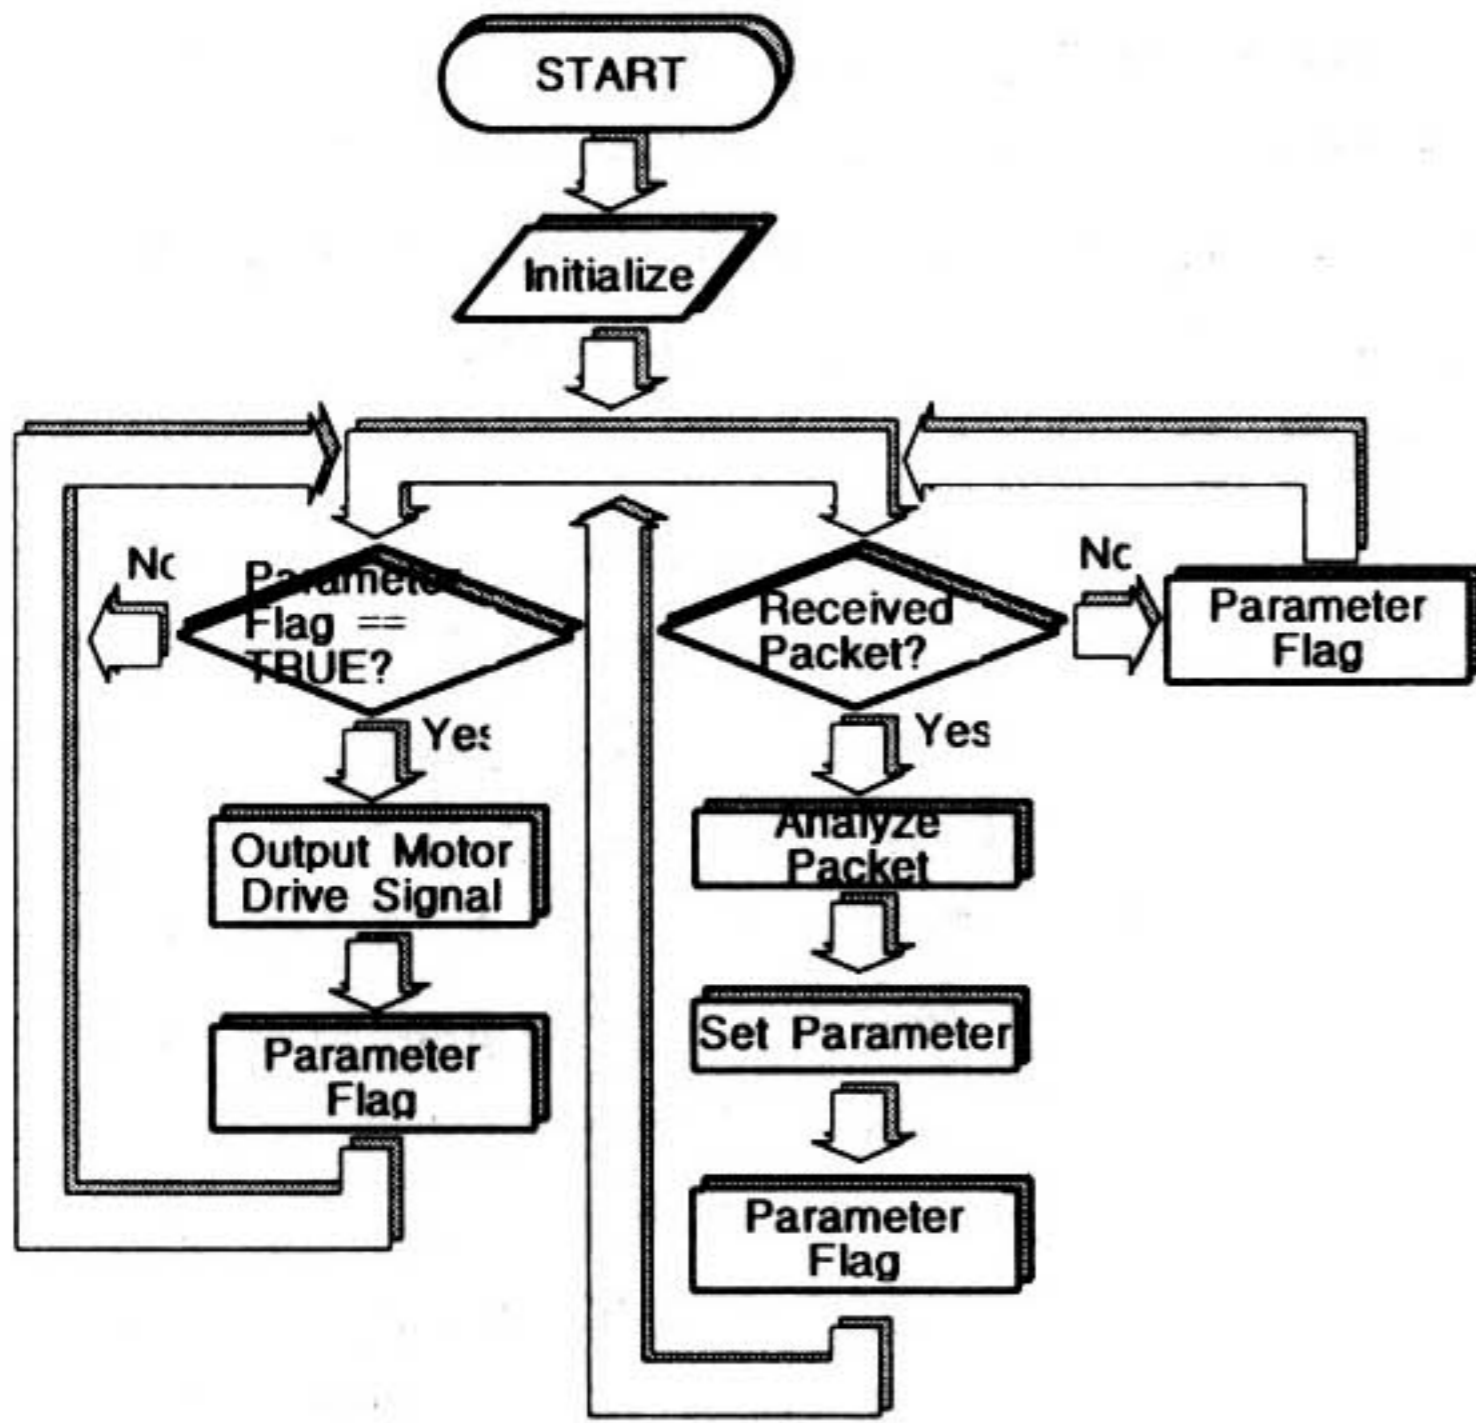 START
Initialize
No
Parameter
Flag ==
TRUE?
Yes
Output Motor
Drive Signal
Parameter
Flag
Received
Packet?
No
Parameter
Flag
Yes
Analyze
Packet
Set Parameter
Parameter
Flag